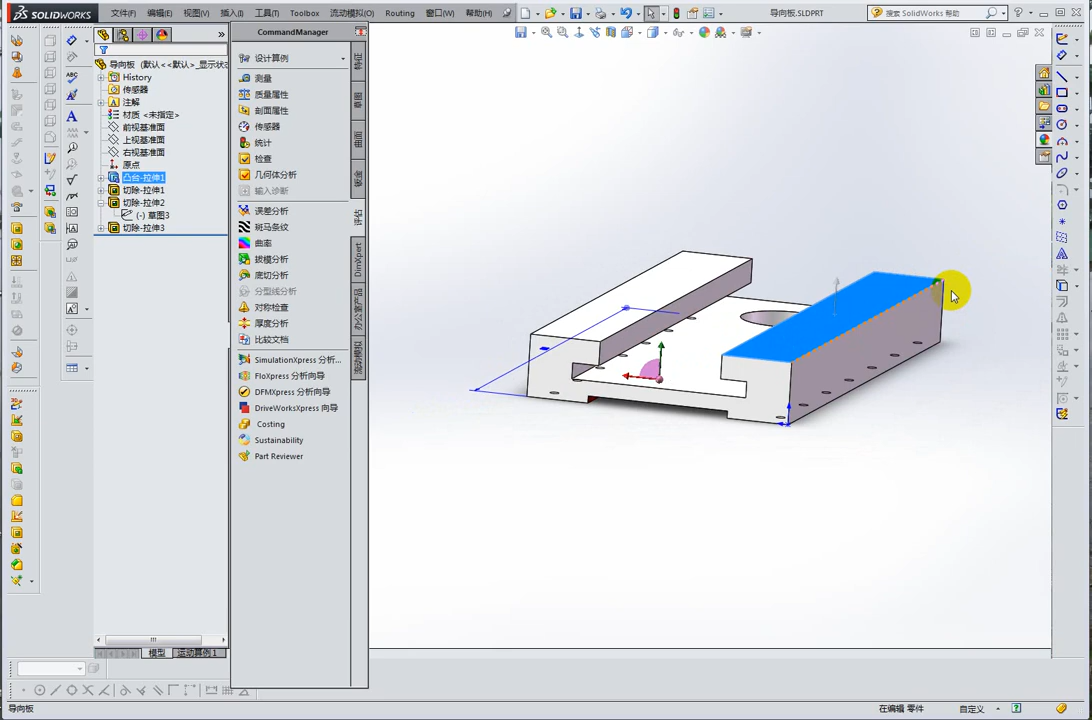 SOLIDWORKS 文件(F) 编辑(E) 视图(V) 插入(I) 工具(T) Toolbox 流动模拟(O) Routing 窗口(W) 帮助(H) 导向板.SLDPRT 搜索 SolidWorks 帮助
CommandManager
设计算例
测量
质量属性
剖面属性
传感器
统计
检查
几何体分析
输入诊断
误差分析
斑马条纹
曲率
拔模分析
底切分析
分型线分析
对称检查
厚度分析
比较文档
SimulationXpress 分析...
FloXpress 分析向导
DFMXpress 分析向导
DriveWorksXpress 向导
Costing
Sustainability
Part Reviewer
特征
草图
曲面
钣金
评估
DimXpert
办公室产品
流动模拟
导向板 (默认<<默认>_显示状
History
传感器
注解
材质 <未指定>
前视基准面
上视基准面
右视基准面
原点
凸台-拉伸1
切除-拉伸1
切除-拉伸2
(-) 草图3
切除-拉伸3
模型 运动算例 1
导向板 在编辑 零件 自定义